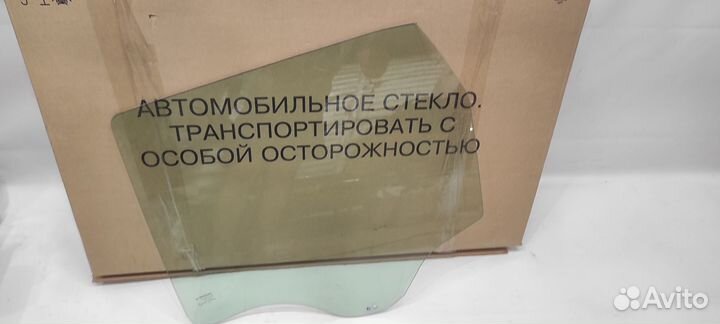 АВТОМОБИЛЬНОЕ СТЕКЛО.
ТРАНСПОРТИРОВАТЬ С
ОСОБОЙ ОСТОРОЖНОСТЬЮ
Avito